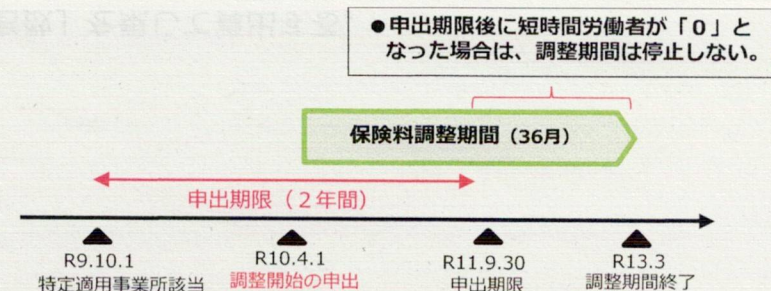 ●申出期限後に短時間労働者が「0」と
なった場合は、調整期間は停止しない。
保険料調整期間（36月）
申出期限（２年間）
R9.10.1
特定適用事業所該当
R10.4.1
調整開始の申出
R11.9.30
申出期限
R13.3
調整期間終了